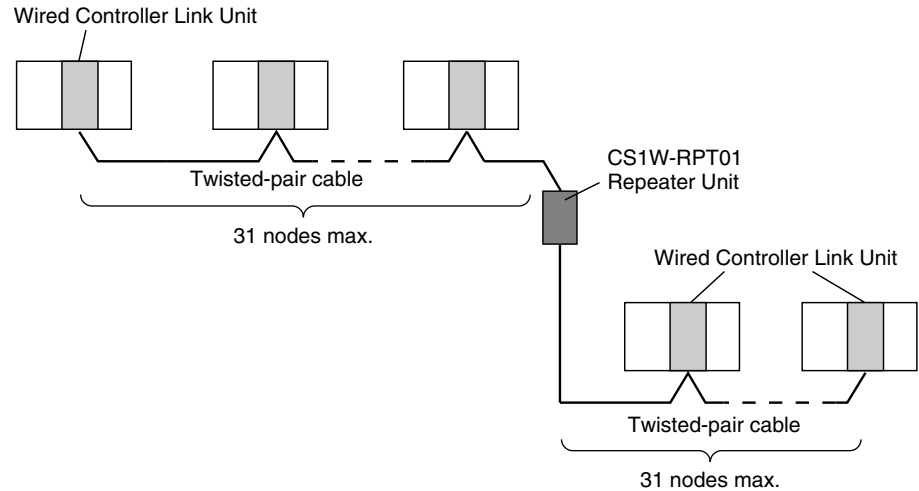 Wired Controller Link Unit
CS1W-RPT01
Repeater Unit
Twisted-pair cable
31 nodes max.
Wired Controller Link Unit
Twisted-pair cable
31 nodes max.